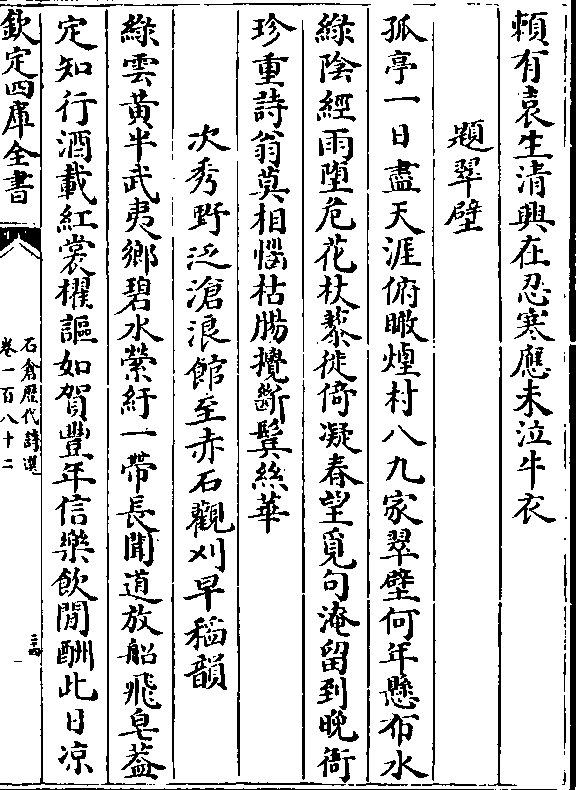 頼有袁生清興在忍寒應未泣牛衣
題翠壁
孤亭一日盡天涯俯瞰煙村八九家翠壁何年懸布水
綠陰經雨墮危花杖藜徙倚凝春望覓句淹留到晚衙
珍重詩翁莫相惱枯腸攪斷鬂絲華
次秀野泛滄浪館至赤石觀刈早稻韻
綠雲黃半武夷鄉碧水縈紆一帶長聞道放船飛皂葢
定知行酒載紅裳櫂謳如賀豐年信樂飲閒酬此日凉
欽定四庫全書
石倉歷代詩選
卷一百八十二
三十四